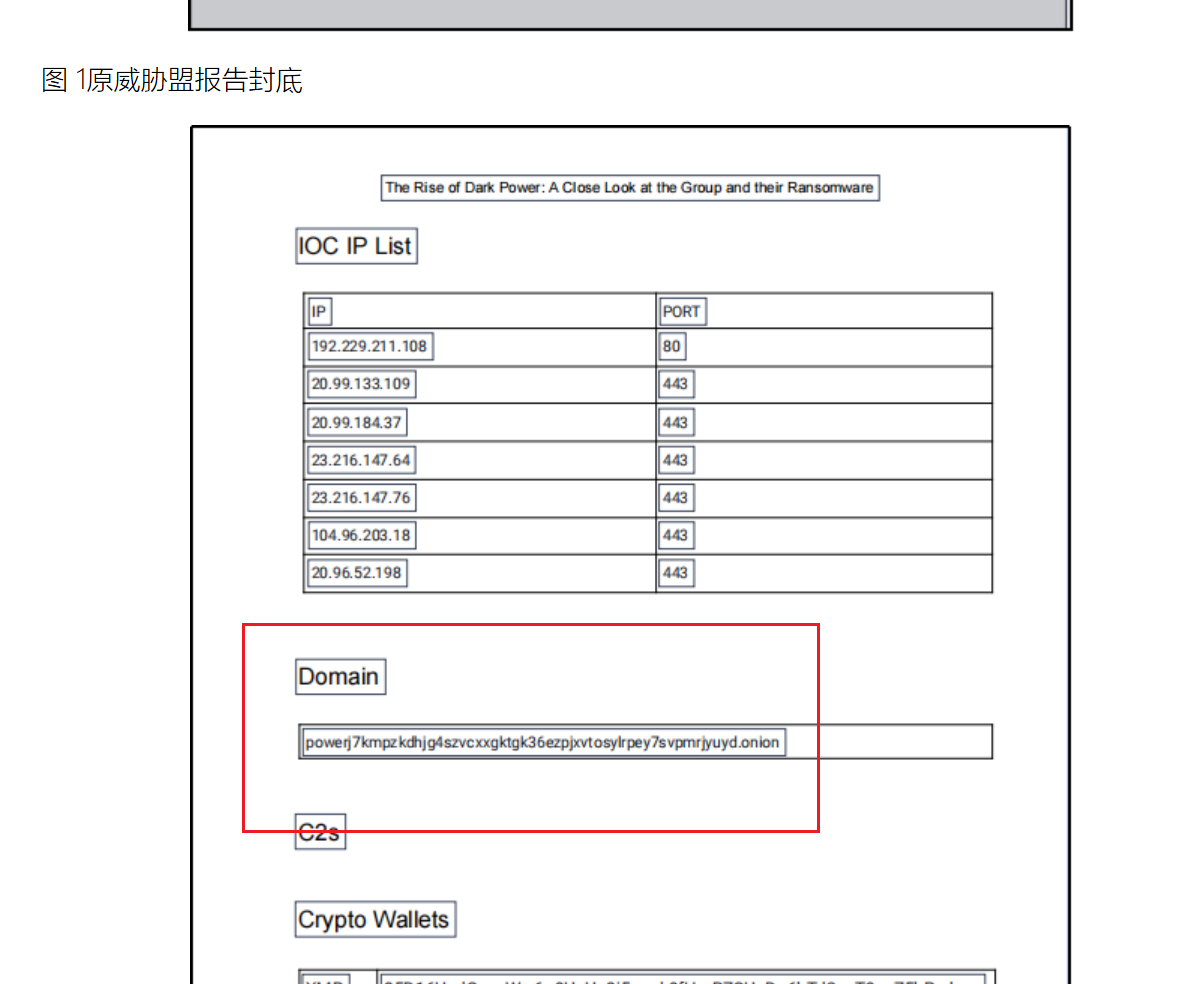 图 1原威胁盟报告封底
The Rise of Dark Power: A Close Look at the Group and their Ransomware
IOC IP List
IP PORT
192.229.211.108 80
20.99.133.109 443
20.99.184.37 443
23.216.147.64 443
23.216.147.76 443
104.96.203.18 443
20.96.52.198 443
Domain
powerj7kmpzkdhjg4szvcxxgktgk36ezpjxvtosylrpey7svpmrjyuyd.onion
C2s
Crypto Wallets